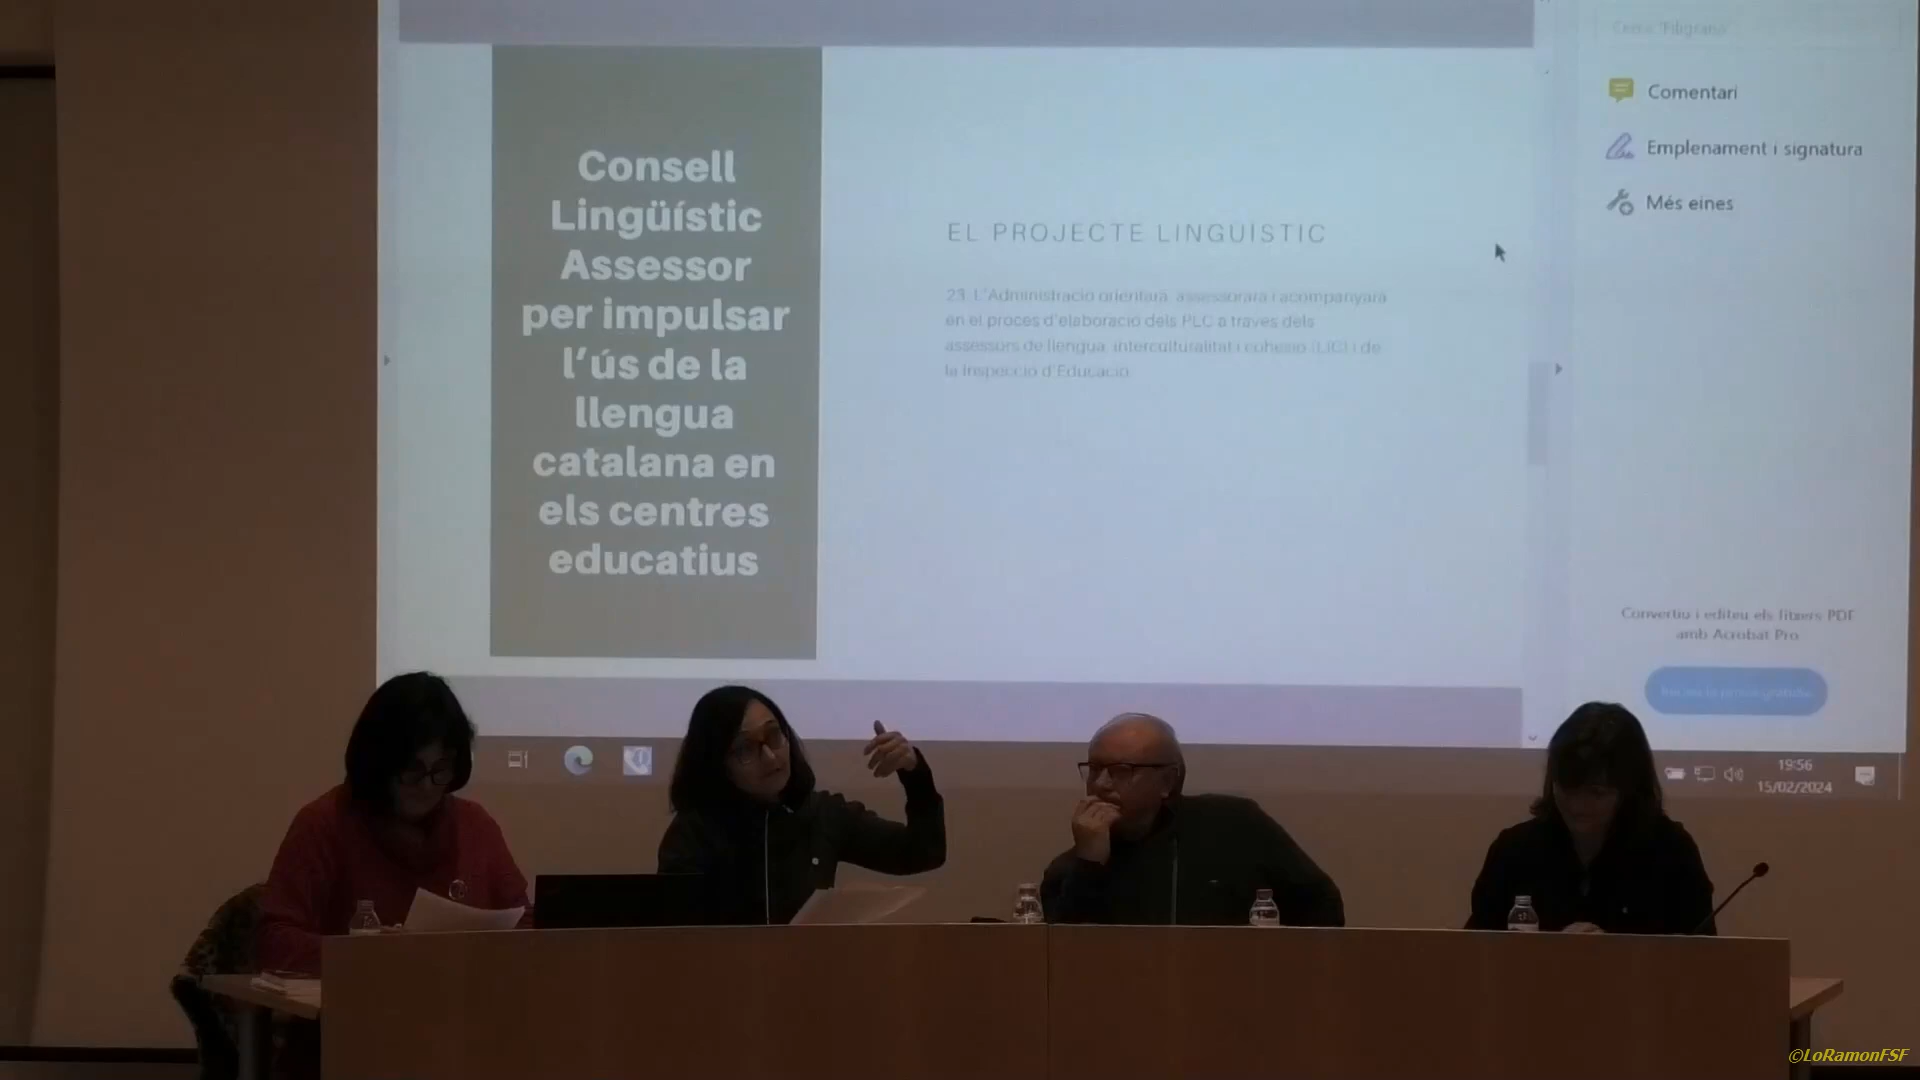 Cerca 'Filigrana'
Comentari
Emplenament i signatura
Més eines
Consell
Lingüístic
Assessor
per impulsar
l'ús de la
llengua
catalana en
els centres
educatius
EL PROJECTE LINGÜÍSTIC
23. L'Administració orientarà, assessorarà i acompanyarà
en el procés d'elaboració dels PLC a través dels
assessors de llengua, interculturalitat i cohesió (LIC) i de
la Inspecció d'Educació.
Convertiu i editeu els fitxers PDF
amb Acrobat Pro
19:56
15/02/2024
©LoRamonFSF